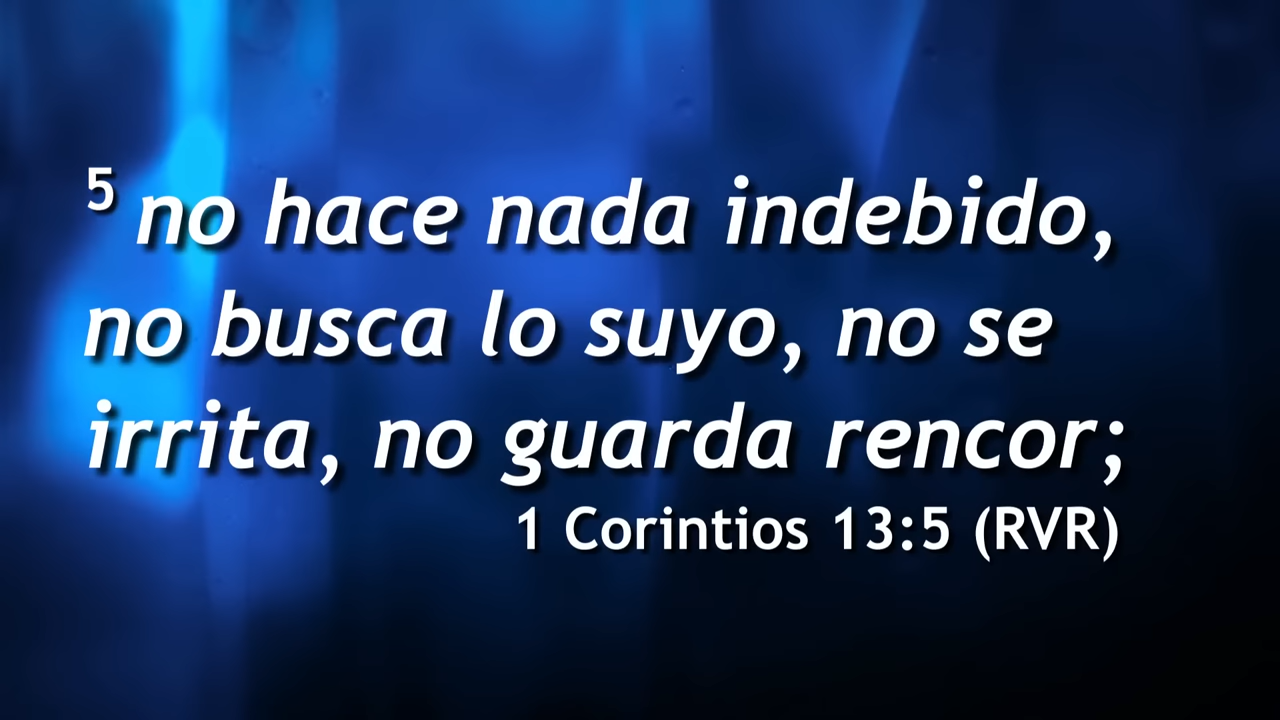 5 no hace nada indebido,
no busca lo suyo, no se
irrita, no guarda rencor;
1 Corintios 13:5 (RVR)